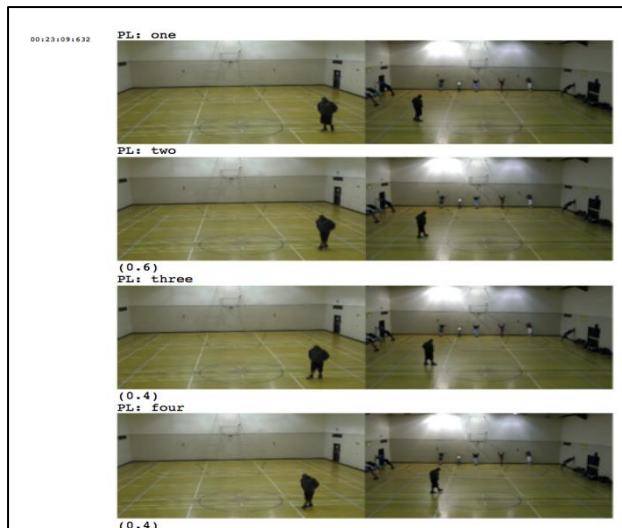 00:23:09:632
PL: one
PL: two
(0.6)
PL: three
(0.4)
PL: four
(0.4)